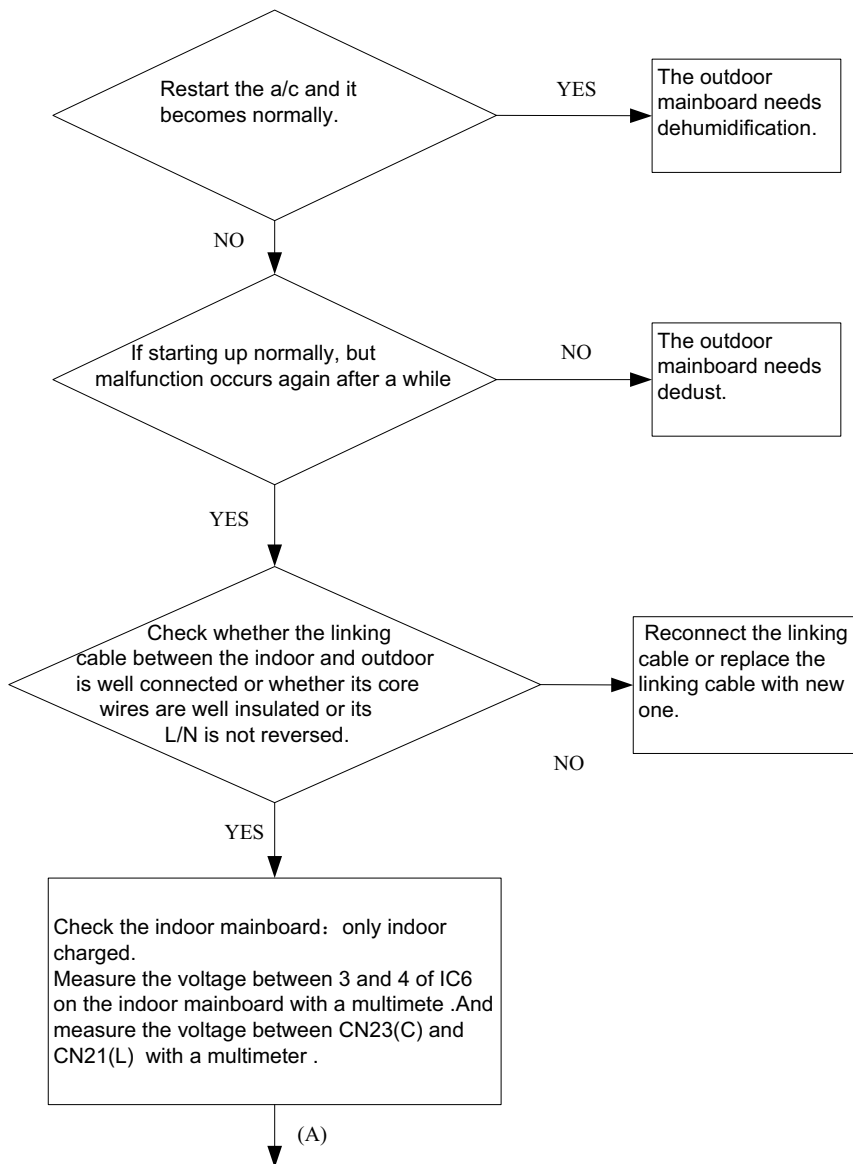 Restart the a/c and it
becomes normally.
YES
The outdoor
mainboard needs
dehumidification.
NO
If starting up normally, but
malfunction occurs again after a while
NO
The outdoor
mainboard needs
dedust.
YES
Check whether the linking
cable between the indoor and outdoor
is well connected or whether its core
wires are well insulated or its
L/N is not reversed.
NO
Reconnect the linking
cable or replace the
linking cable with new
one.
YES
Check the indoor mainboard：only indoor
charged.
Measure the voltage between 3 and 4 of IC6
on the indoor mainboard with a multimete .And
measure the voltage between CN23(C) and
CN21(L) with a multimeter .
(A)